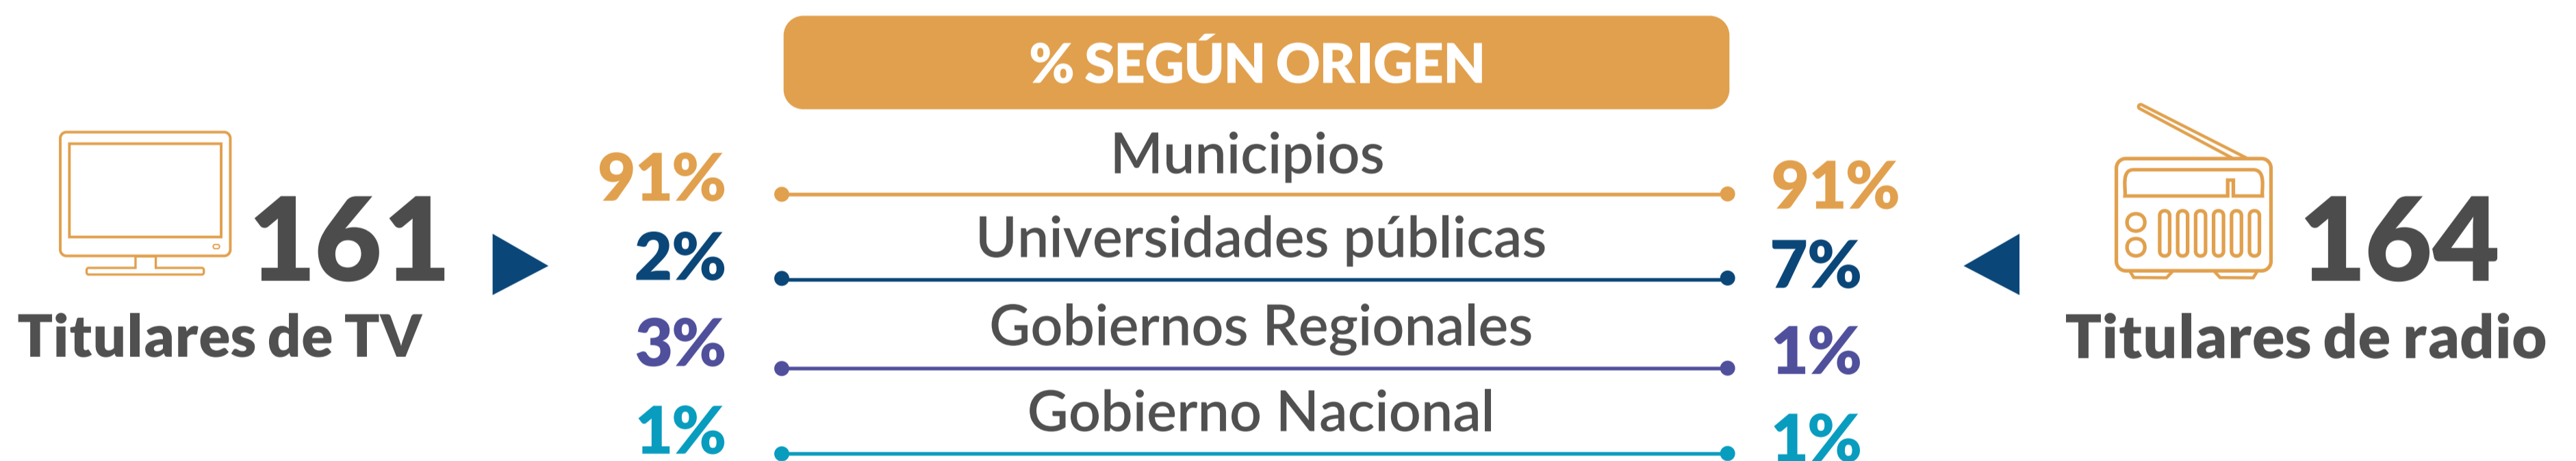 % SEGÚN ORIGEN
161
Titulares de TV
91% Municipios 91%
2% Universidades públicas 7%
3% Gobiernos Regionales 1%
1% Gobierno Nacional 1%
164
Titulares de radio